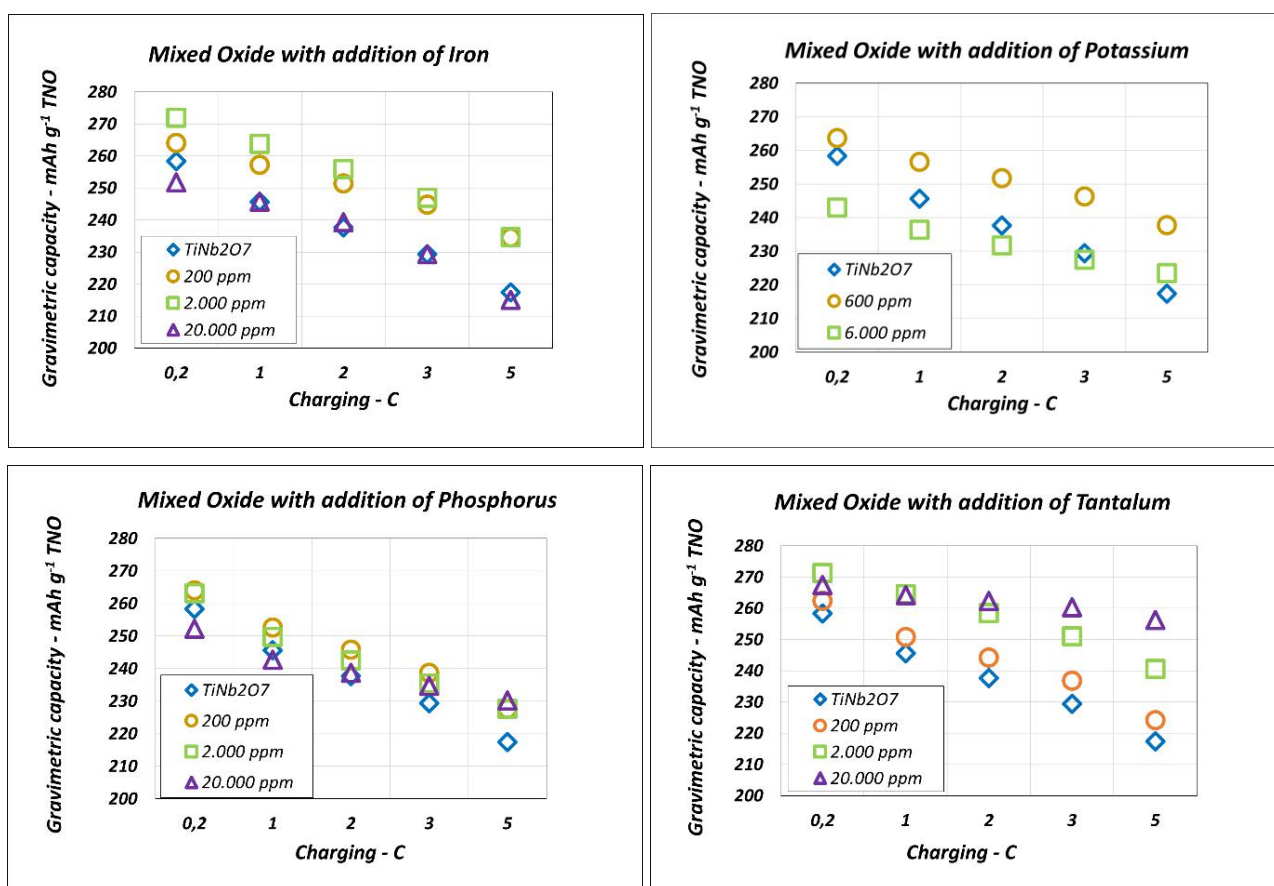 Mixed Oxide with addition of Iron
Gravimetric capacity - mAh g⁻¹ TNO
280
270
260
250
240
230
220
210
200
TiNb2O7
200 ppm
2.000 ppm
20.000 ppm
0,2 1 2 3 5
Charging - C
Mixed Oxide with addition of Potassium
Gravimetric capacity - mAh g⁻¹ TNO
280
270
260
250
240
230
220
210
200
TiNb2O7
600 ppm
6.000 ppm
0,2 1 2 3 5
Charging - C
Mixed Oxide with addition of Phosphorus
Gravimetric capacity - mAh g⁻¹ TNO
280
270
260
250
240
230
220
210
200
TiNb2O7
200 ppm
2.000 ppm
20.000 ppm
0,2 1 2 3 5
Charging - C
Mixed Oxide with addition of Tantalum
Gravimetric capacity - mAh g⁻¹ TNO
280
270
260
250
240
230
220
210
200
TiNb2O7
200 ppm
2.000 ppm
20.000 ppm
0,2 1 2 3 5
Charging - C